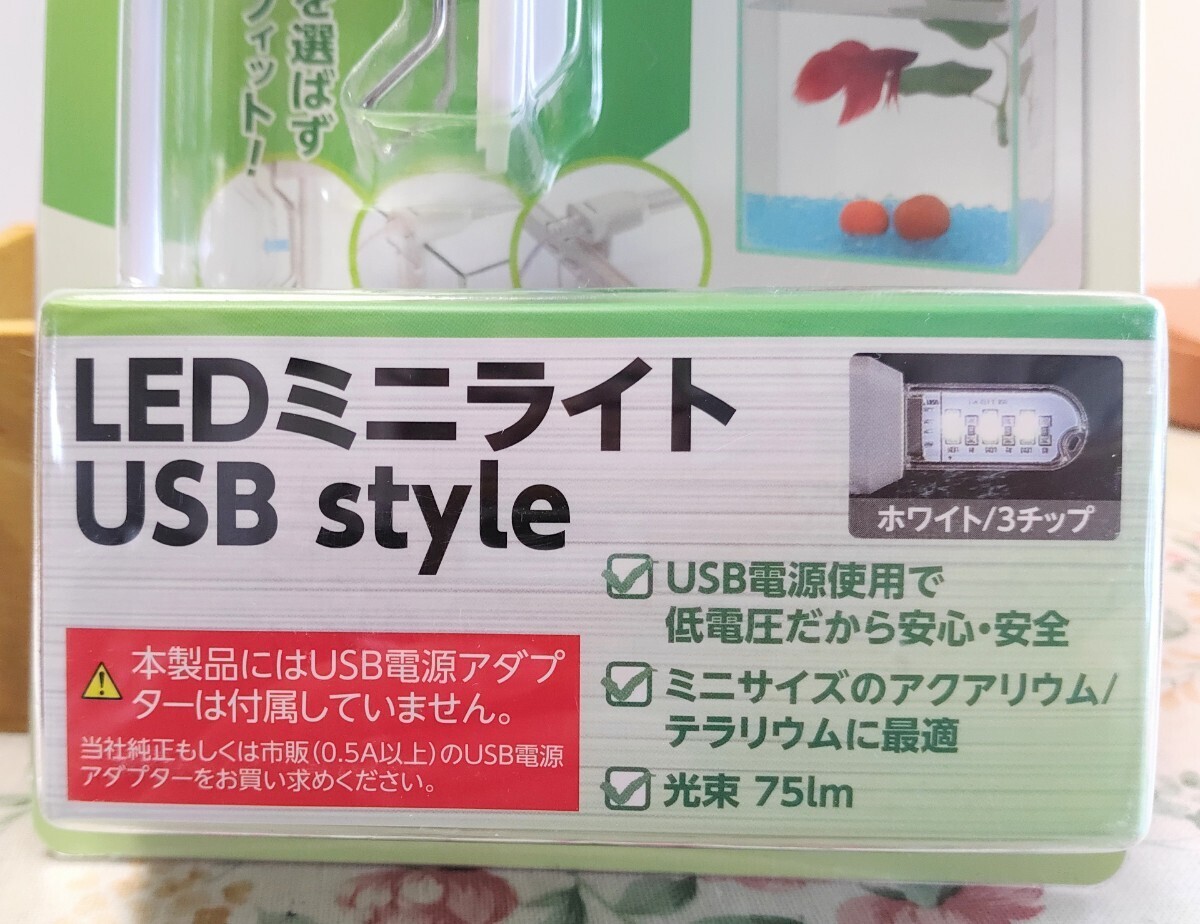 を選ばず
フィット!
LEDミニライト
USB style
ホワイト/3チップ
USB電源使用で
低電圧だから安心・安全
ミニサイズのアクアリウム/
テラリウムに最適
光束 75lm
本製品にはUSB電源アダプ
ターは付属していません。
当社純正もしくは市販(0.5A以上)のUSB電源
アダプターをお買い求めください。